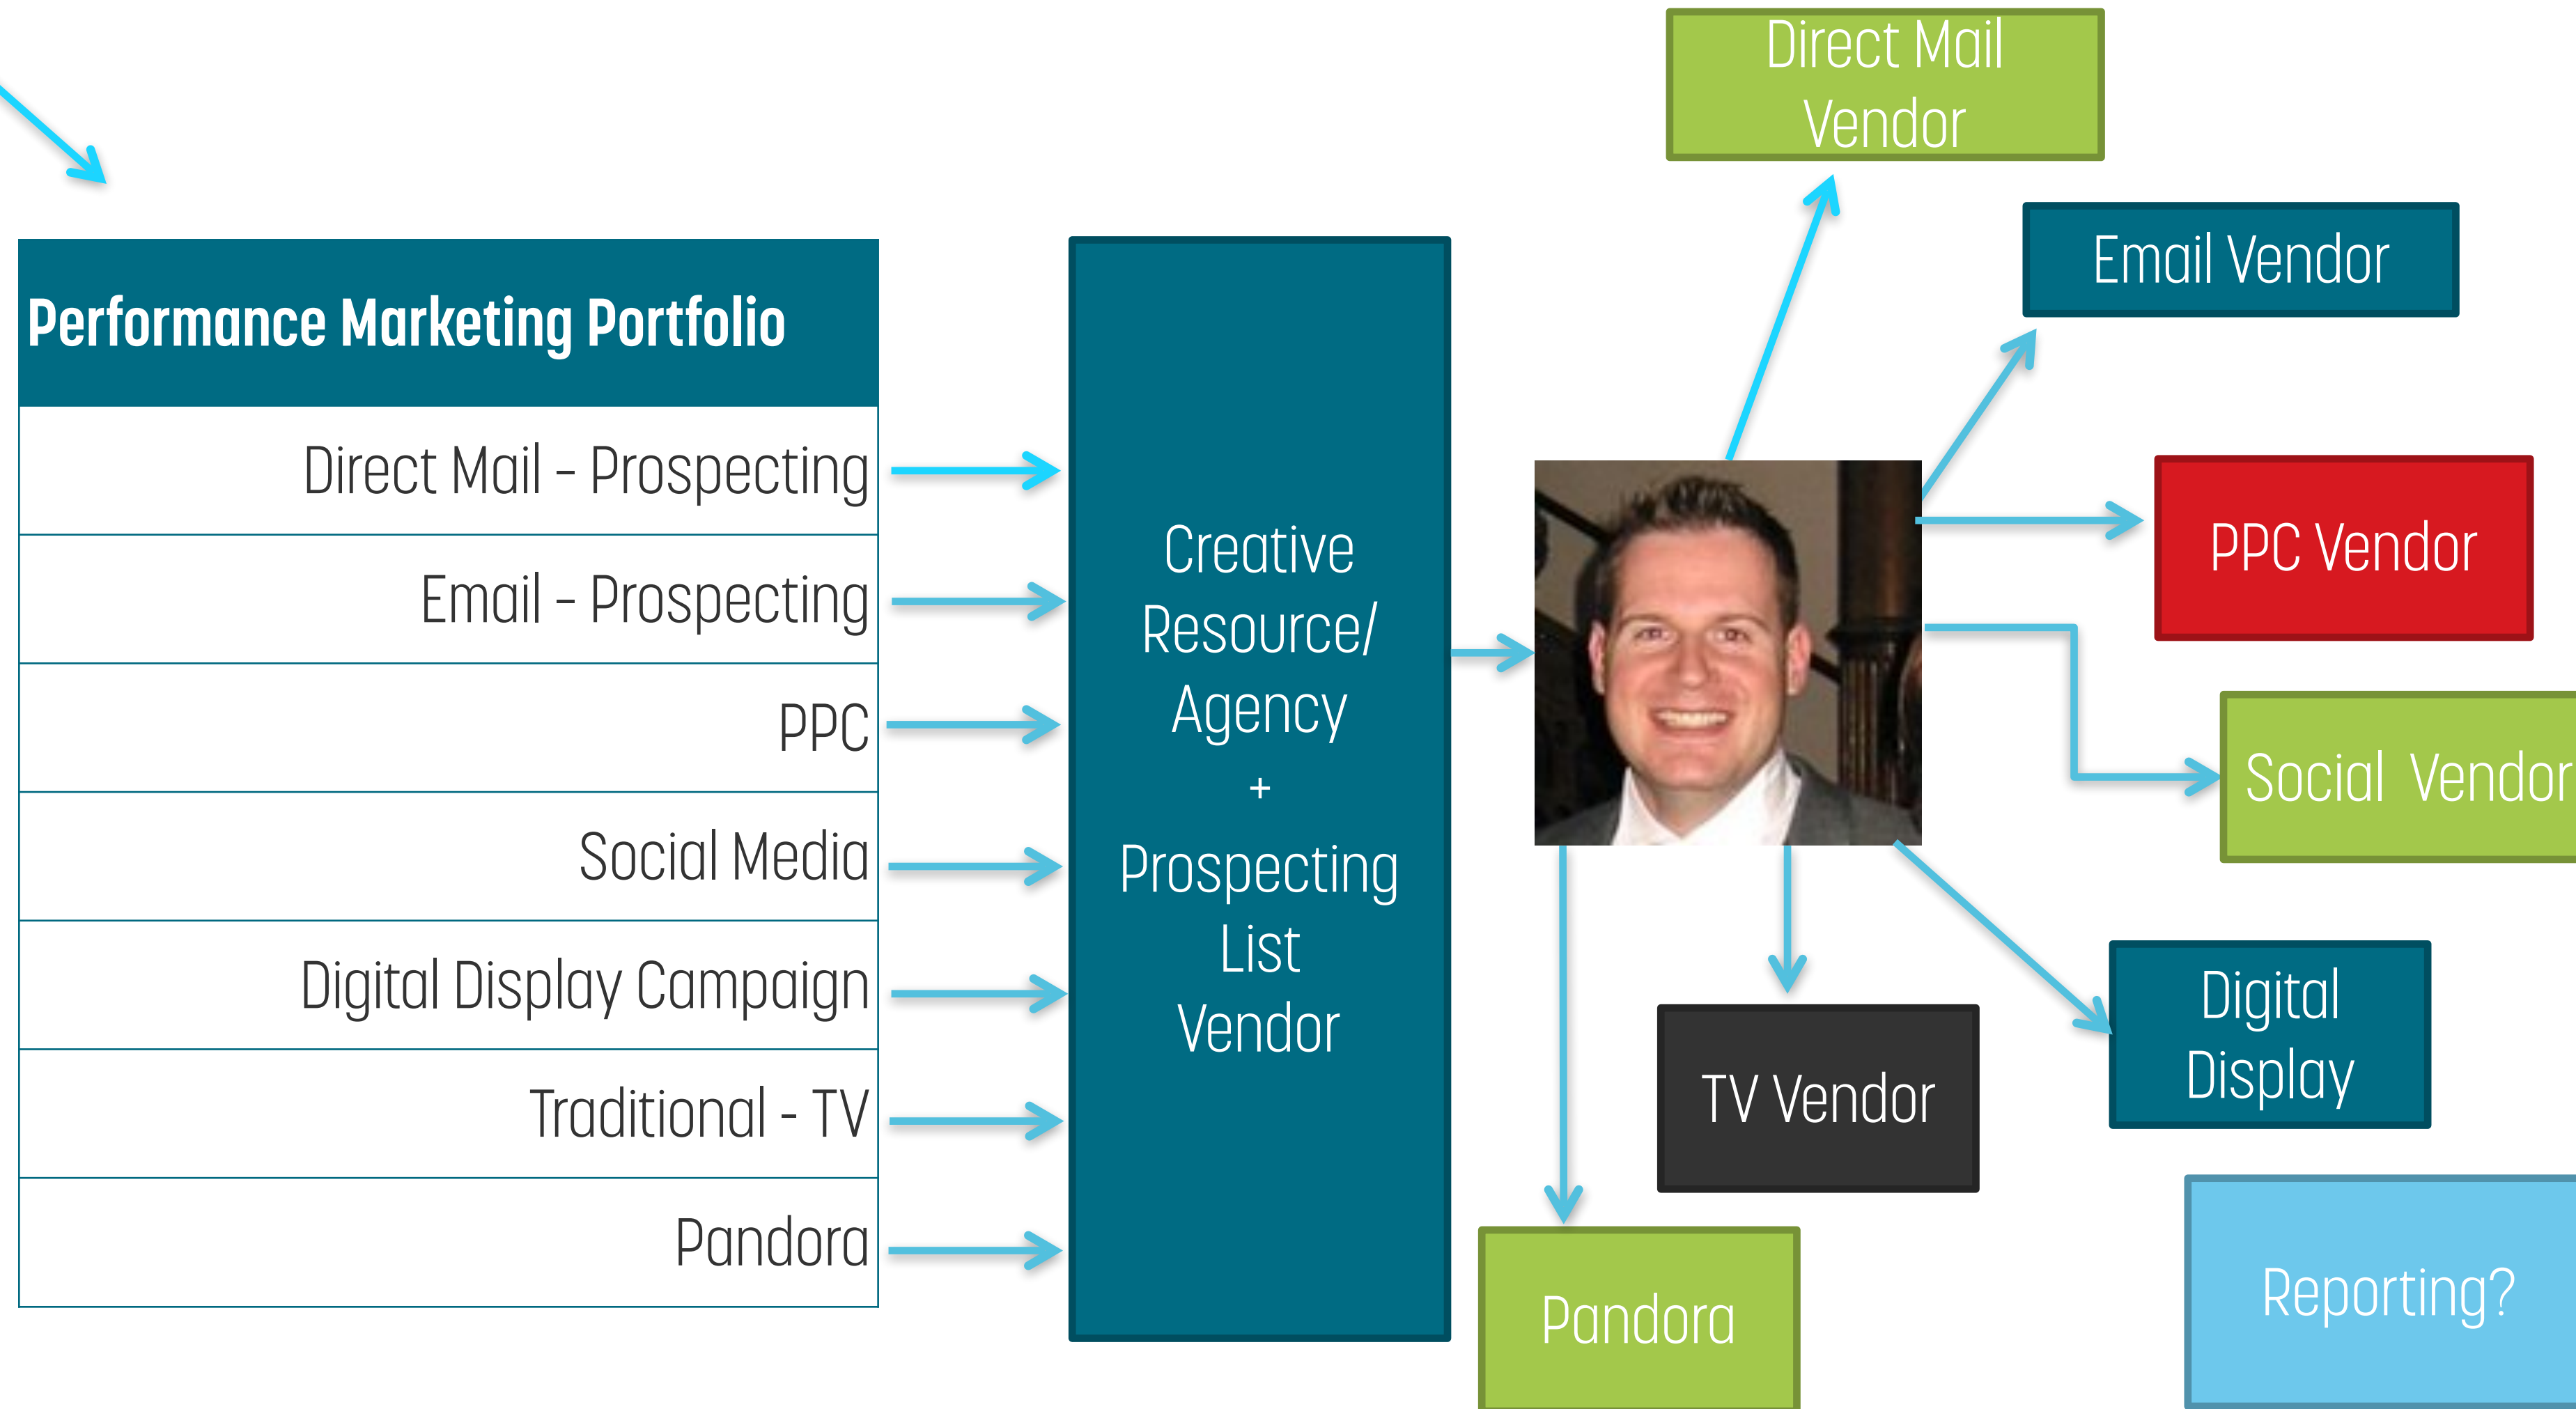 Performance Marketing Portfolio
Direct Mail – Prospecting
Email – Prospecting
PPC
Social Media
Digital Display Campaign
Traditional - TV
Pandora
Creative
Resource/
Agency
+
Prospecting
List
Vendor
Direct Mail
Vendor
Email Vendor
PPC Vendor
Social  Vendor
Digital
Display
TV Vendor
Pandora
Reporting?